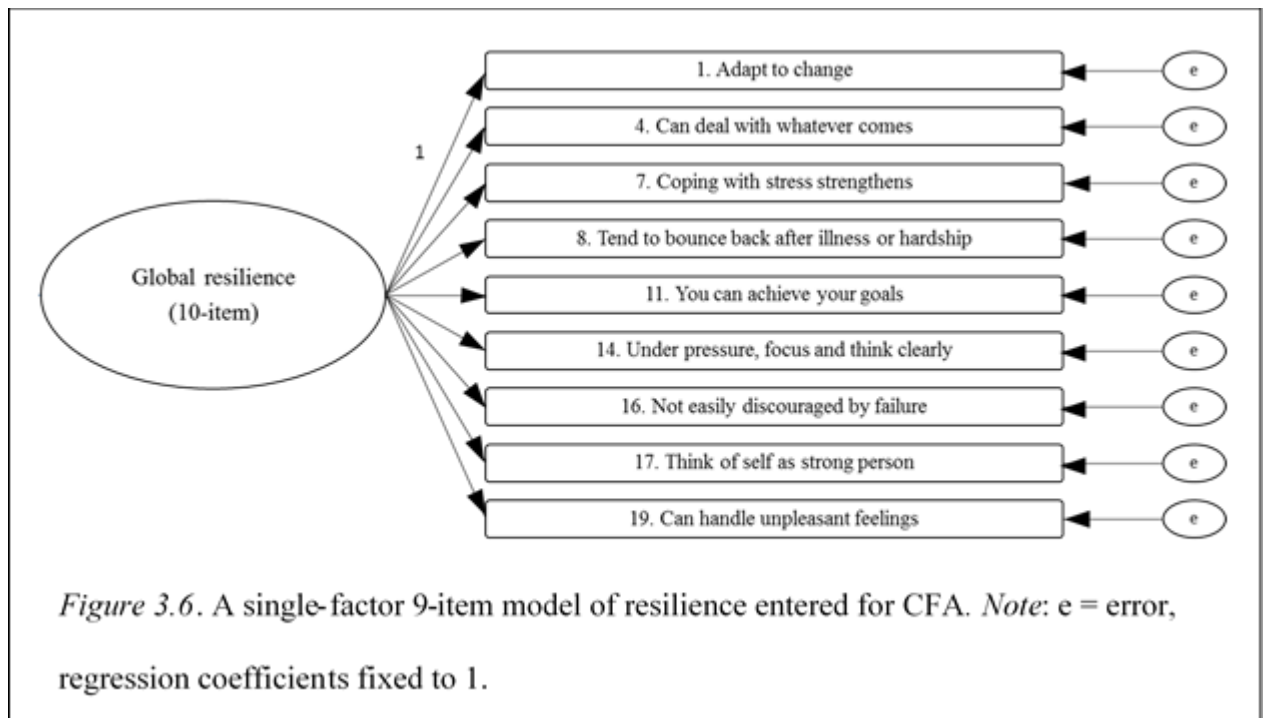 1. Adapt to change
e
4. Can deal with whatever comes
e
1
7. Coping with stress strengthens
e
8. Tend to bounce back after illness or hardship
e
Global resilience
(10-item)
11. You can achieve your goals
e
14. Under pressure, focus and think clearly
e
16. Not easily discouraged by failure
e
17. Think of self as strong person
e
19. Can handle unpleasant feelings
e
Figure 3.6. A single-factor 9-item model of resilience entered for CFA. Note: e = error,
regression coefficients fixed to 1.